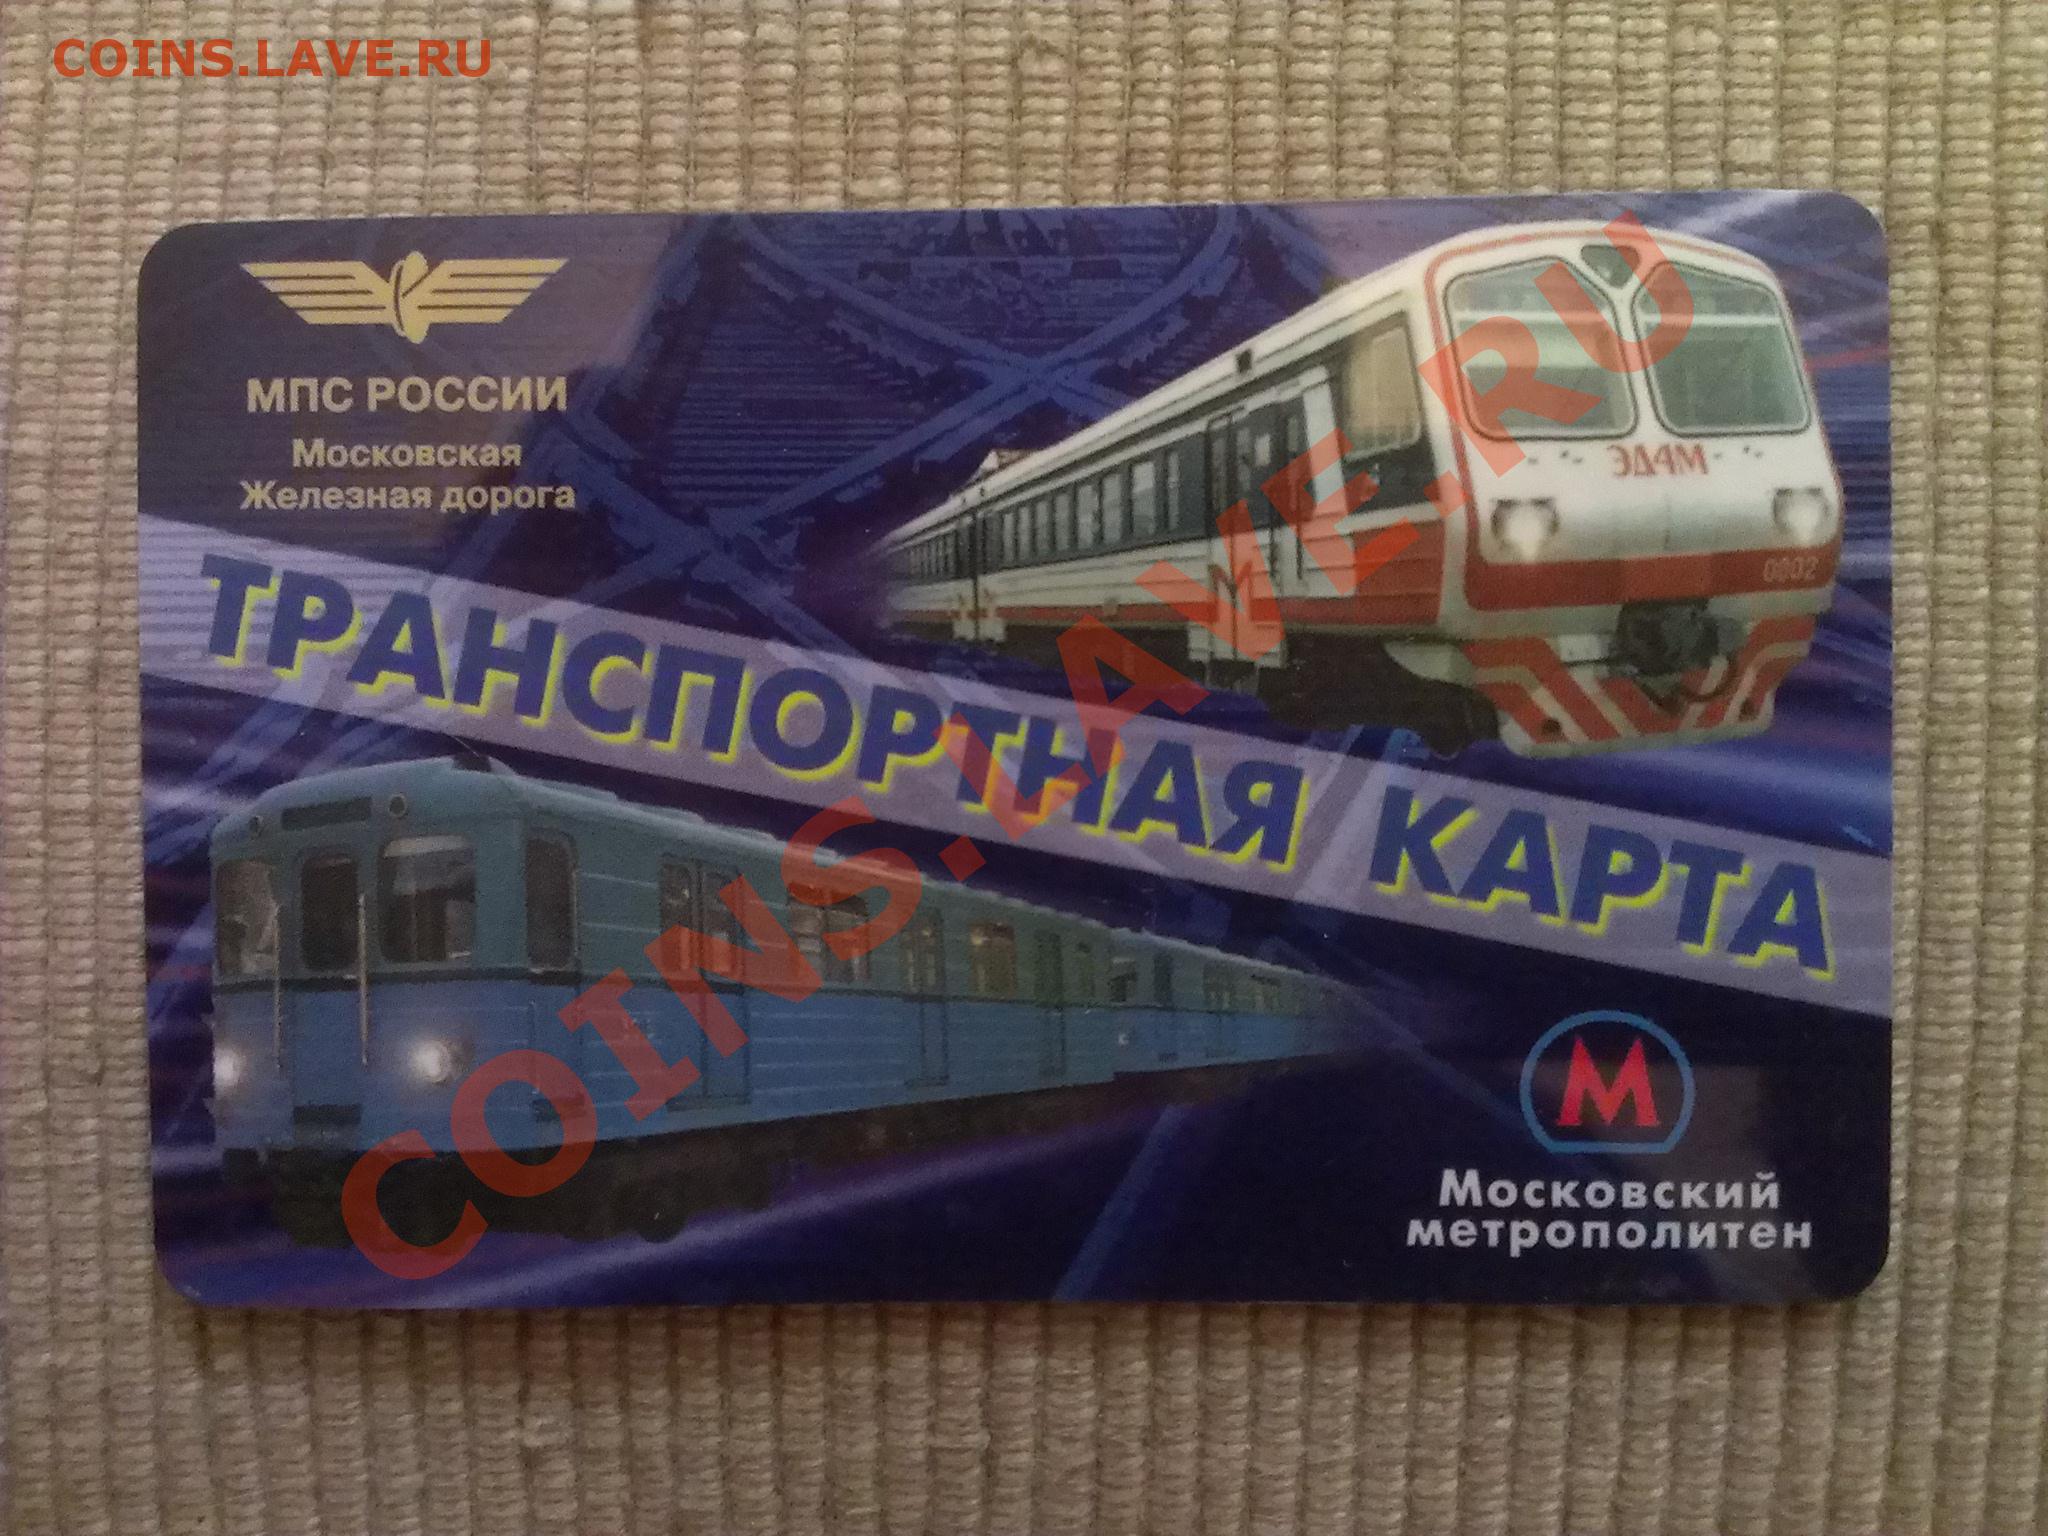 COINS.LAVE.RU
МПС РОССИИ
Московская
Железная дорога
ЭД4М
0002
ТРАНСПОРТНАЯ КАРТА
М
Московский
метрополитен
COINS.LAVE.RU